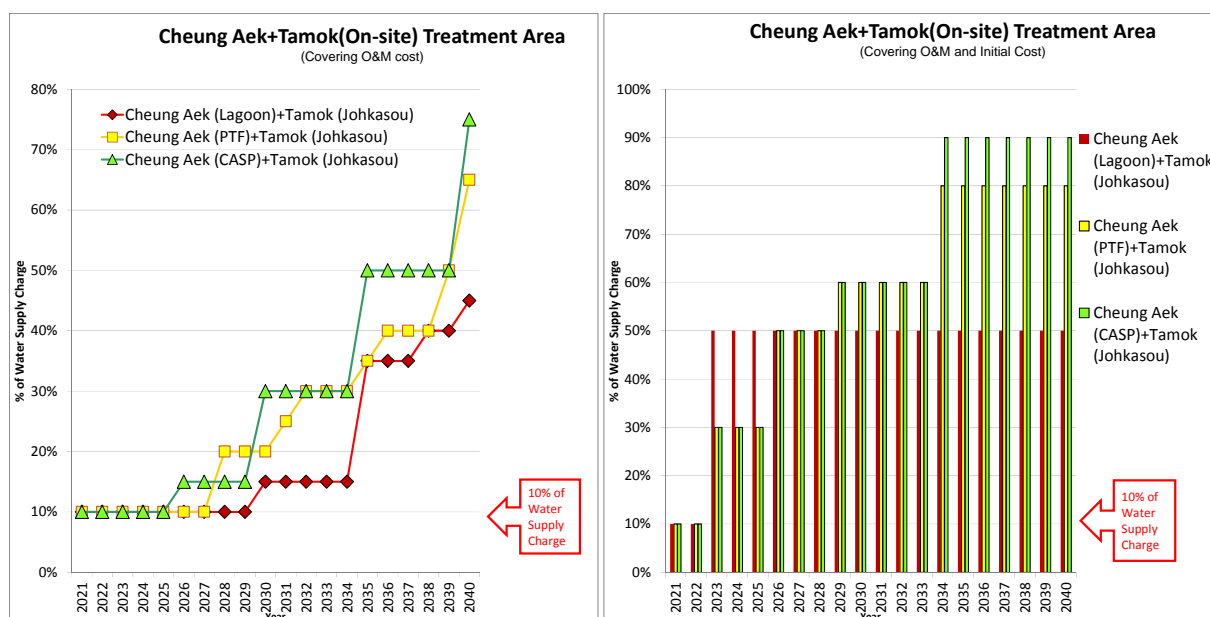 Cheung Aek+Tamok(On-site) Treatment Area
(Covering O&M cost)
80%
70%
60%
50%
40%
30%
20%
10%
0%
% of Water Supply Charge
Cheung Aek (Lagoon)+Tamok (Johkasou)
Cheung Aek (PTF)+Tamok (Johkasou)
Cheung Aek (CASP)+Tamok (Johkasou)
10% of
Water
Supply
Charge
2021
2022
2023
2024
2025
2026
2027
2028
2029
2030
2031
2032
2033
2034
2035
2036
2037
2038
2039
2040
Year
Cheung Aek+Tamok(On-site) Treatment Area
(Covering O&M and Initial Cost)
100%
90%
80%
70%
60%
50%
40%
30%
20%
10%
0%
% of Water Supply Charge
Cheung Aek
(Lagoon)+Tamok
(Johkasou)
Cheung Aek
(PTF)+Tamok
(Johkasou)
Cheung Aek
(CASP)+Tamok
(Johkasou)
10% of
Water
Supply
Charge
2021
2022
2023
2024
2025
2026
2027
2028
2029
2030
2031
2032
2033
2034
2035
2036
2037
2038
2039
2040
Year